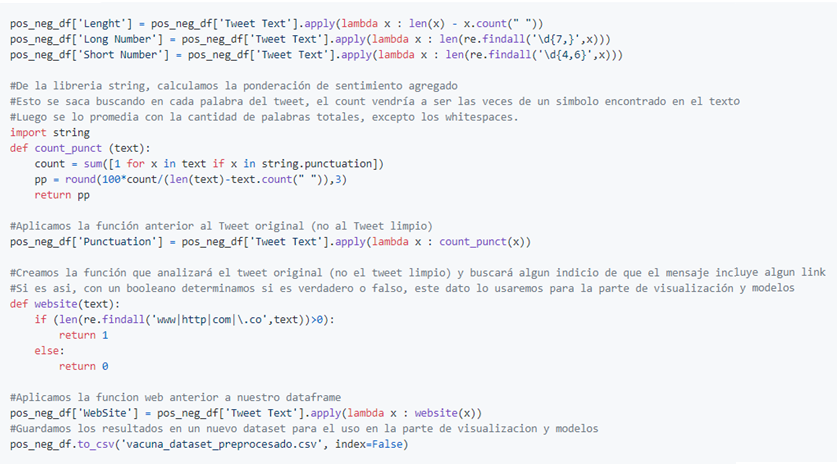 pos_neg_df['Lenght'] = pos_neg_df['Tweet Text'].apply(lambda x : len(x) - x.count(" "))
pos_neg_df['Long Number'] = pos_neg_df['Tweet Text'].apply(lambda x : len(re.findall('\d{7,}',x)))
pos_neg_df['Short Number'] = pos_neg_df['Tweet Text'].apply(lambda x : len(re.findall('\d{4,6}',x)))
#De la libreria string, calculamos la ponderación de sentimiento agregado
#Esto se saca buscando en cada palabra del tweet, el count vendría a ser las veces de un simbolo encontrado en el texto
#Luego se lo promedia con la cantidad de palabras totales, excepto los whitespaces.
import string
def count_punct (text):
    count = sum([1 for x in text if x in string.punctuation])
    pp = round(100*count/(len(text)-text.count(" ")),3)
    return pp
#Aplicamos la función anterior al Tweet original (no al Tweet limpio)
pos_neg_df['Punctuation'] = pos_neg_df['Tweet Text'].apply(lambda x : count_punct(x))
#Creamos la función que analizará el tweet original (no el tweet limpio) y buscará algun indicio de que el mensaje incluye algun link
#Si es asi, con un booleano determinamos si es verdadero o falso, este dato lo usaremos para la parte de visualización y modelos
def website(text):
    if (len(re.findall('www|http|com|\.co',text))>0):
        return 1
    else:
        return 0
#Aplicamos la funcion web anterior a nuestro dataframe
pos_neg_df['WebSite'] = pos_neg_df['Tweet Text'].apply(lambda x : website(x))
#Guardamos los resultados en un nuevo dataset para el uso en la parte de visualizacion y modelos
pos_neg_df.to_csv('vacuna_dataset_preprocesado.csv', index=False)